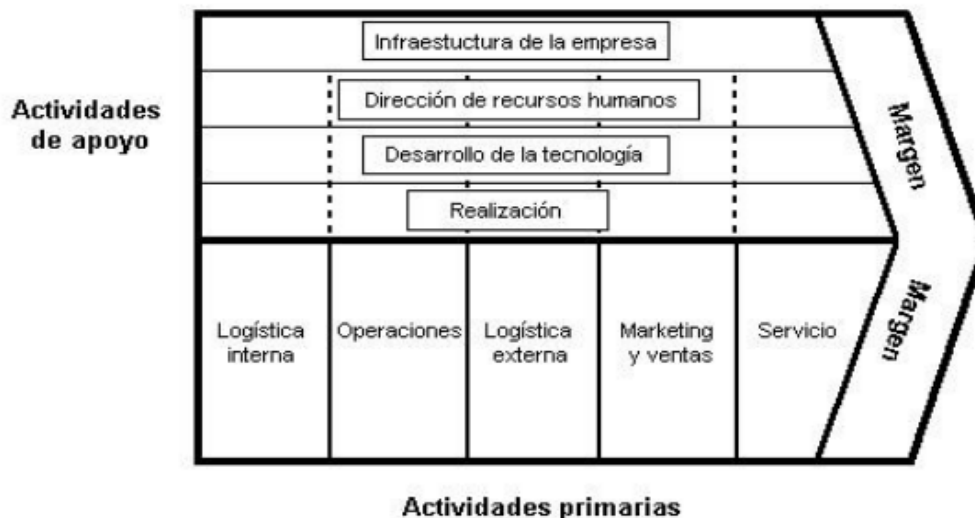 Infraestuctura de la empresa
Actividades
de apoyo
Dirección de recursos humanos
Desarrollo de la tecnología
Realización
Margen
Margen
Logística
interna
Operaciones
Logística
externa
Marketing
y ventas
Servicio
Actividades primarias